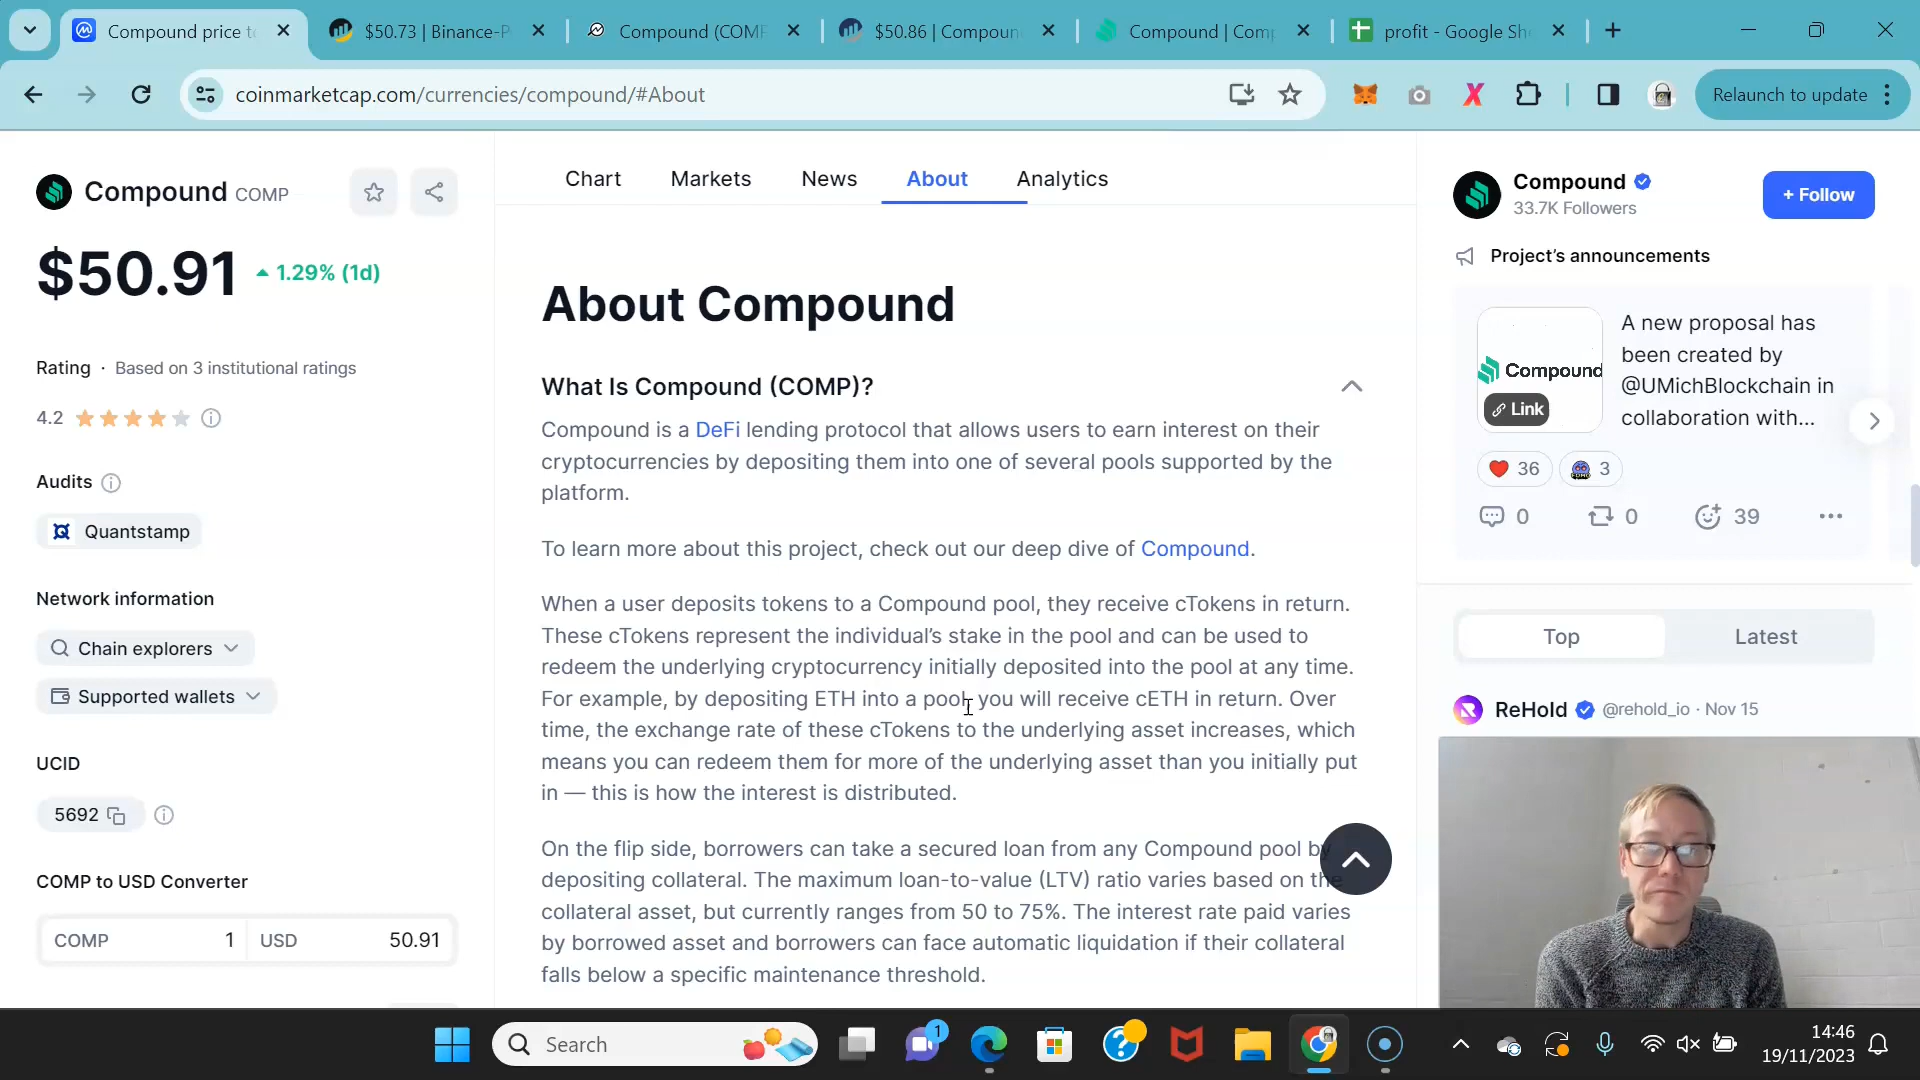 Compound price to
$50.73 | Binance-P
Compound (COMP
$50.86 | Compoun
Compound | Comp
profit - Google She
coinmarketcap.com/currencies/compound/#About
Relaunch to update
Compound COMP
$50.91
1.29% (1d)
Rating · Based on 3 institutional ratings
4.2
Audits
Quantstamp
Network information
Chain explorers
Supported wallets
UCID
5692
COMP to USD Converter
COMP 1 USD 50.91
Chart Markets News About Analytics
About Compound
What Is Compound (COMP)?
Compound is a DeFi lending protocol that allows users to earn interest on their
cryptocurrencies by depositing them into one of several pools supported by the
platform.
To learn more about this project, check out our deep dive of Compound.
When a user deposits tokens to a Compound pool, they receive cTokens in return.
These cTokens represent the individual's stake in the pool and can be used to
redeem the underlying cryptocurrency initially deposited into the pool at any time.
For example, by depositing ETH into a pool, you will receive cETH in return. Over
time, the exchange rate of these cTokens to the underlying asset increases, which
means you can redeem them for more of the underlying asset than you initially put
in — this is how the interest is distributed.
On the flip side, borrowers can take a secured loan from any Compound pool by
depositing collateral. The maximum loan-to-value (LTV) ratio varies based on the
collateral asset, but currently ranges from 50 to 75%. The interest rate paid varies
by borrowed asset and borrowers can face automatic liquidation if their collateral
falls below a specific maintenance threshold.
Compound
33.7K Followers
+ Follow
Project's announcements
Compound
Link
A new proposal has
been created by
@UMichBlockchain in
collaboration with...
36 3
0 0 39
Top Latest
ReHold @rehold_io · Nov 15
Search
1
14:46
19/11/2023